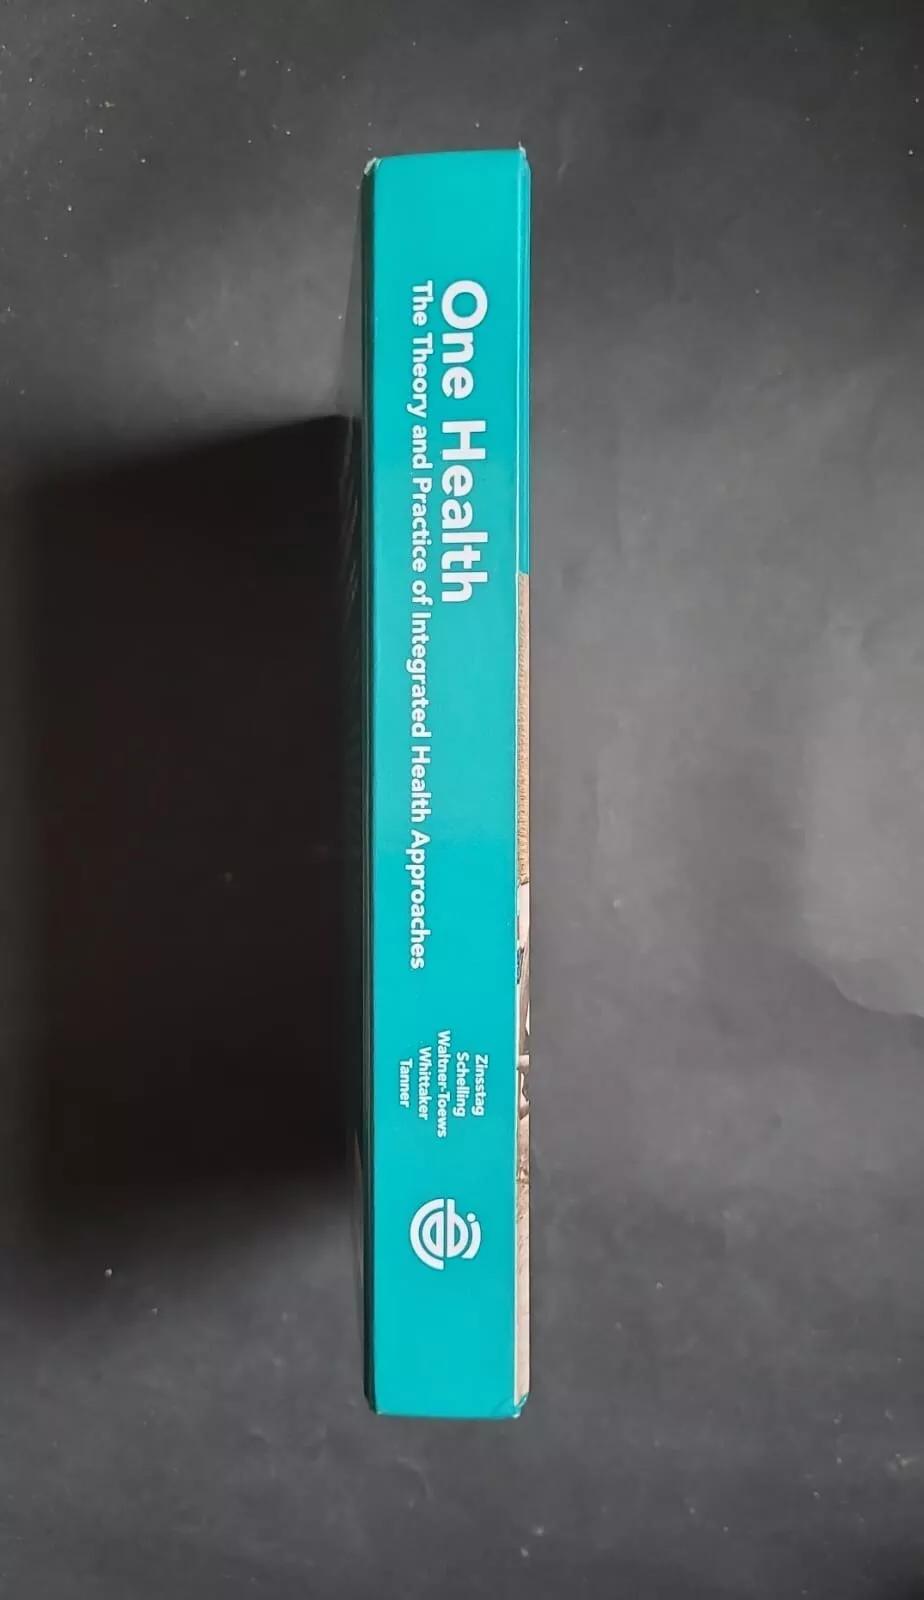 One Health
The Theory and Practice of Integrated Health Approaches
Zinsstag
Schelling
Waltner-Toews
Whittaker
Tanner